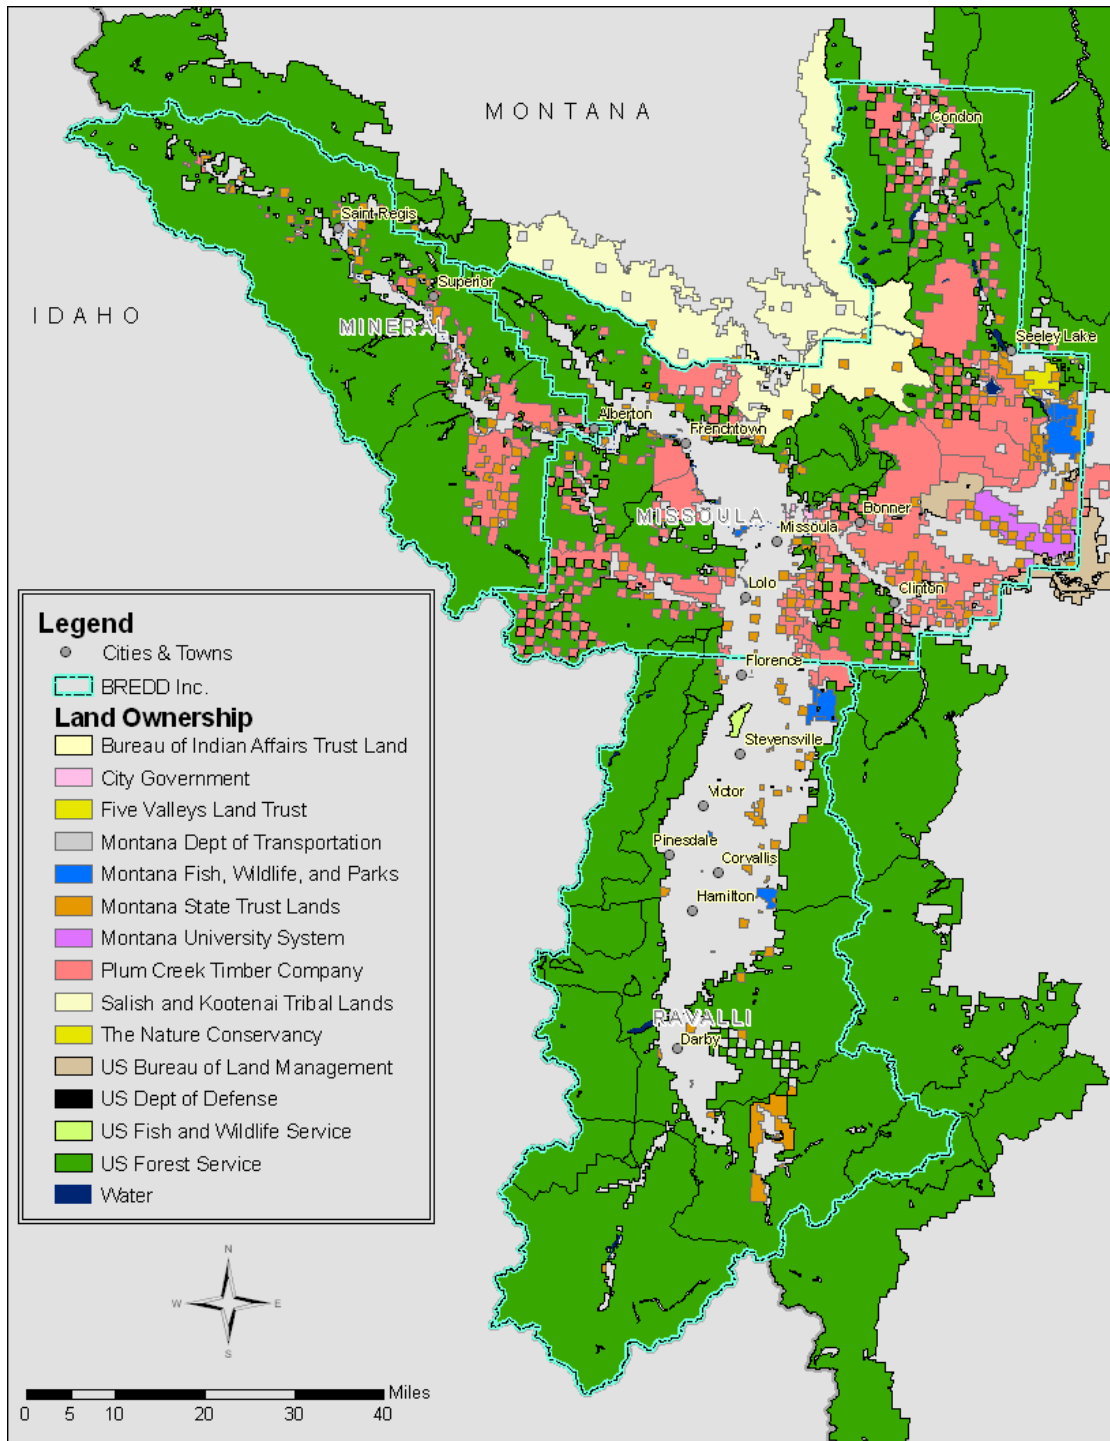 MONTANA
Condon
Saint Regis
Superior
IDAHO
MINERAL
Seeley Lake
Alberton
Frenchtown
MISSOULA
Bonner
Missoula
Lolo
Clinton
Florence
Stevensville
Victor
Pinesdale
Corvallis
Hamilton
RAVALLI
Darby
Legend
Cities & Towns
BREDD Inc.
Land Ownership
Bureau of Indian Affairs Trust Land
City Government
Five Valleys Land Trust
Montana Dept of Transportation
Montana Fish, Wildlife, and Parks
Montana State Trust Lands
Montana University System
Plum Creek Timber Company
Salish and Kootenai Tribal Lands
The Nature Conservancy
US Bureau of Land Management
US Dept of Defense
US Fish and Wildlife Service
US Forest Service
Water
N
W E
S
Miles
0 5 10 20 30 40